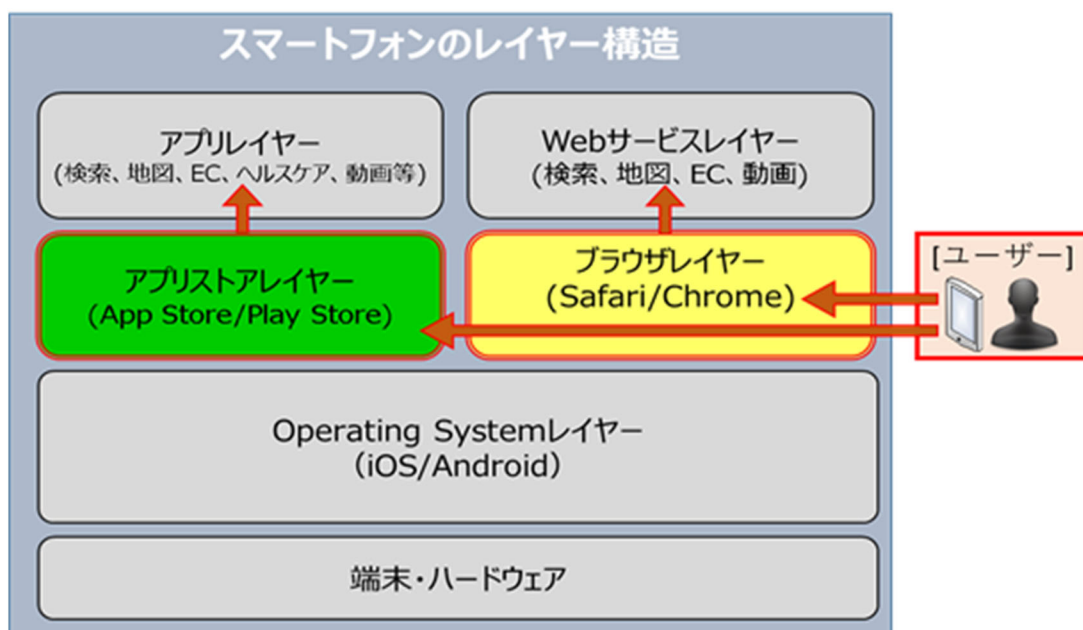 スマートフォンのレイヤー構造
アプリレイヤー
(検索、地図、EC、ヘルスケア、動画等)
Webサービスレイヤー
(検索、地図、EC、動画)
アプリストアレイヤー
(App Store/Play Store)
ブラウザレイヤー
(Safari/Chrome)
[ユーザー]
Operating Systemレイヤー
（iOS/Android）
端末・ハードウェア